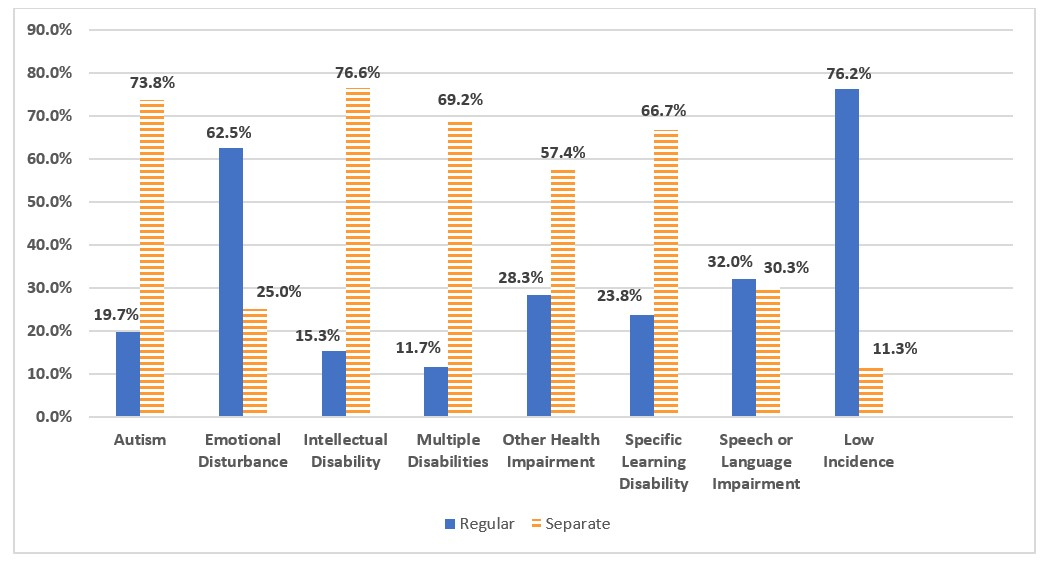 90.0%
80.0%
70.0%
60.0%
50.0%
40.0%
30.0%
20.0%
10.0%
0.0%
19.7%
73.8%
62.5%
25.0%
15.3%
76.6%
11.7%
69.2%
28.3%
57.4%
23.8%
66.7%
32.0%
30.3%
76.2%
11.3%
Autism
Emotional
Disturbance
Intellectual
Disability
Multiple
Disabilities
Other Health
Impairment
Specific
Learning
Disability
Speech or
Language
Impairment
Low
Incidence
Regular
Separate